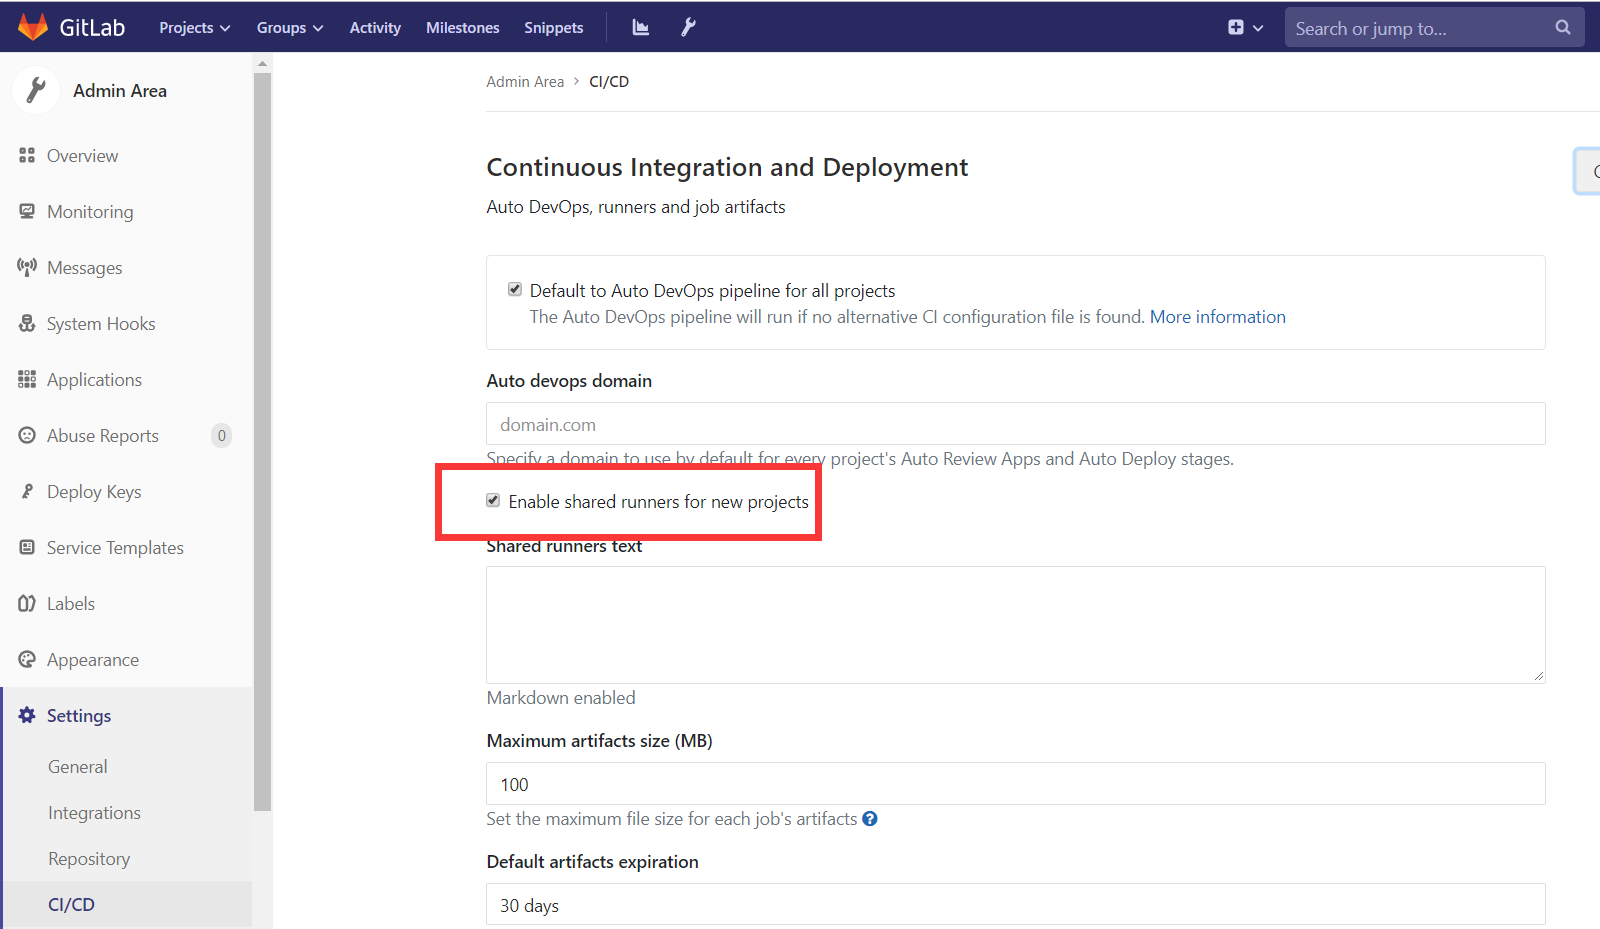 GitLab Projects Groups Activity Milestones Snippets Search or jump to...
Admin Area
Overview
Monitoring
Messages
System Hooks
Applications
Abuse Reports 0
Deploy Keys
Service Templates
Labels
Appearance
Settings
General
Integrations
Repository
CI/CD
Admin Area > CI/CD
Continuous Integration and Deployment
Auto DevOps, runners and job artifacts
Default to Auto DevOps pipeline for all projects
The Auto DevOps pipeline will run if no alternative CI configuration file is found. More information
Auto devops domain
domain.com
Specify a domain to use by default for every project's Auto Review Apps and Auto Deploy stages.
Enable shared runners for new projects
Shared runners text
Markdown enabled
Maximum artifacts size (MB)
100
Set the maximum file size for each job's artifacts
Default artifacts expiration
30 days